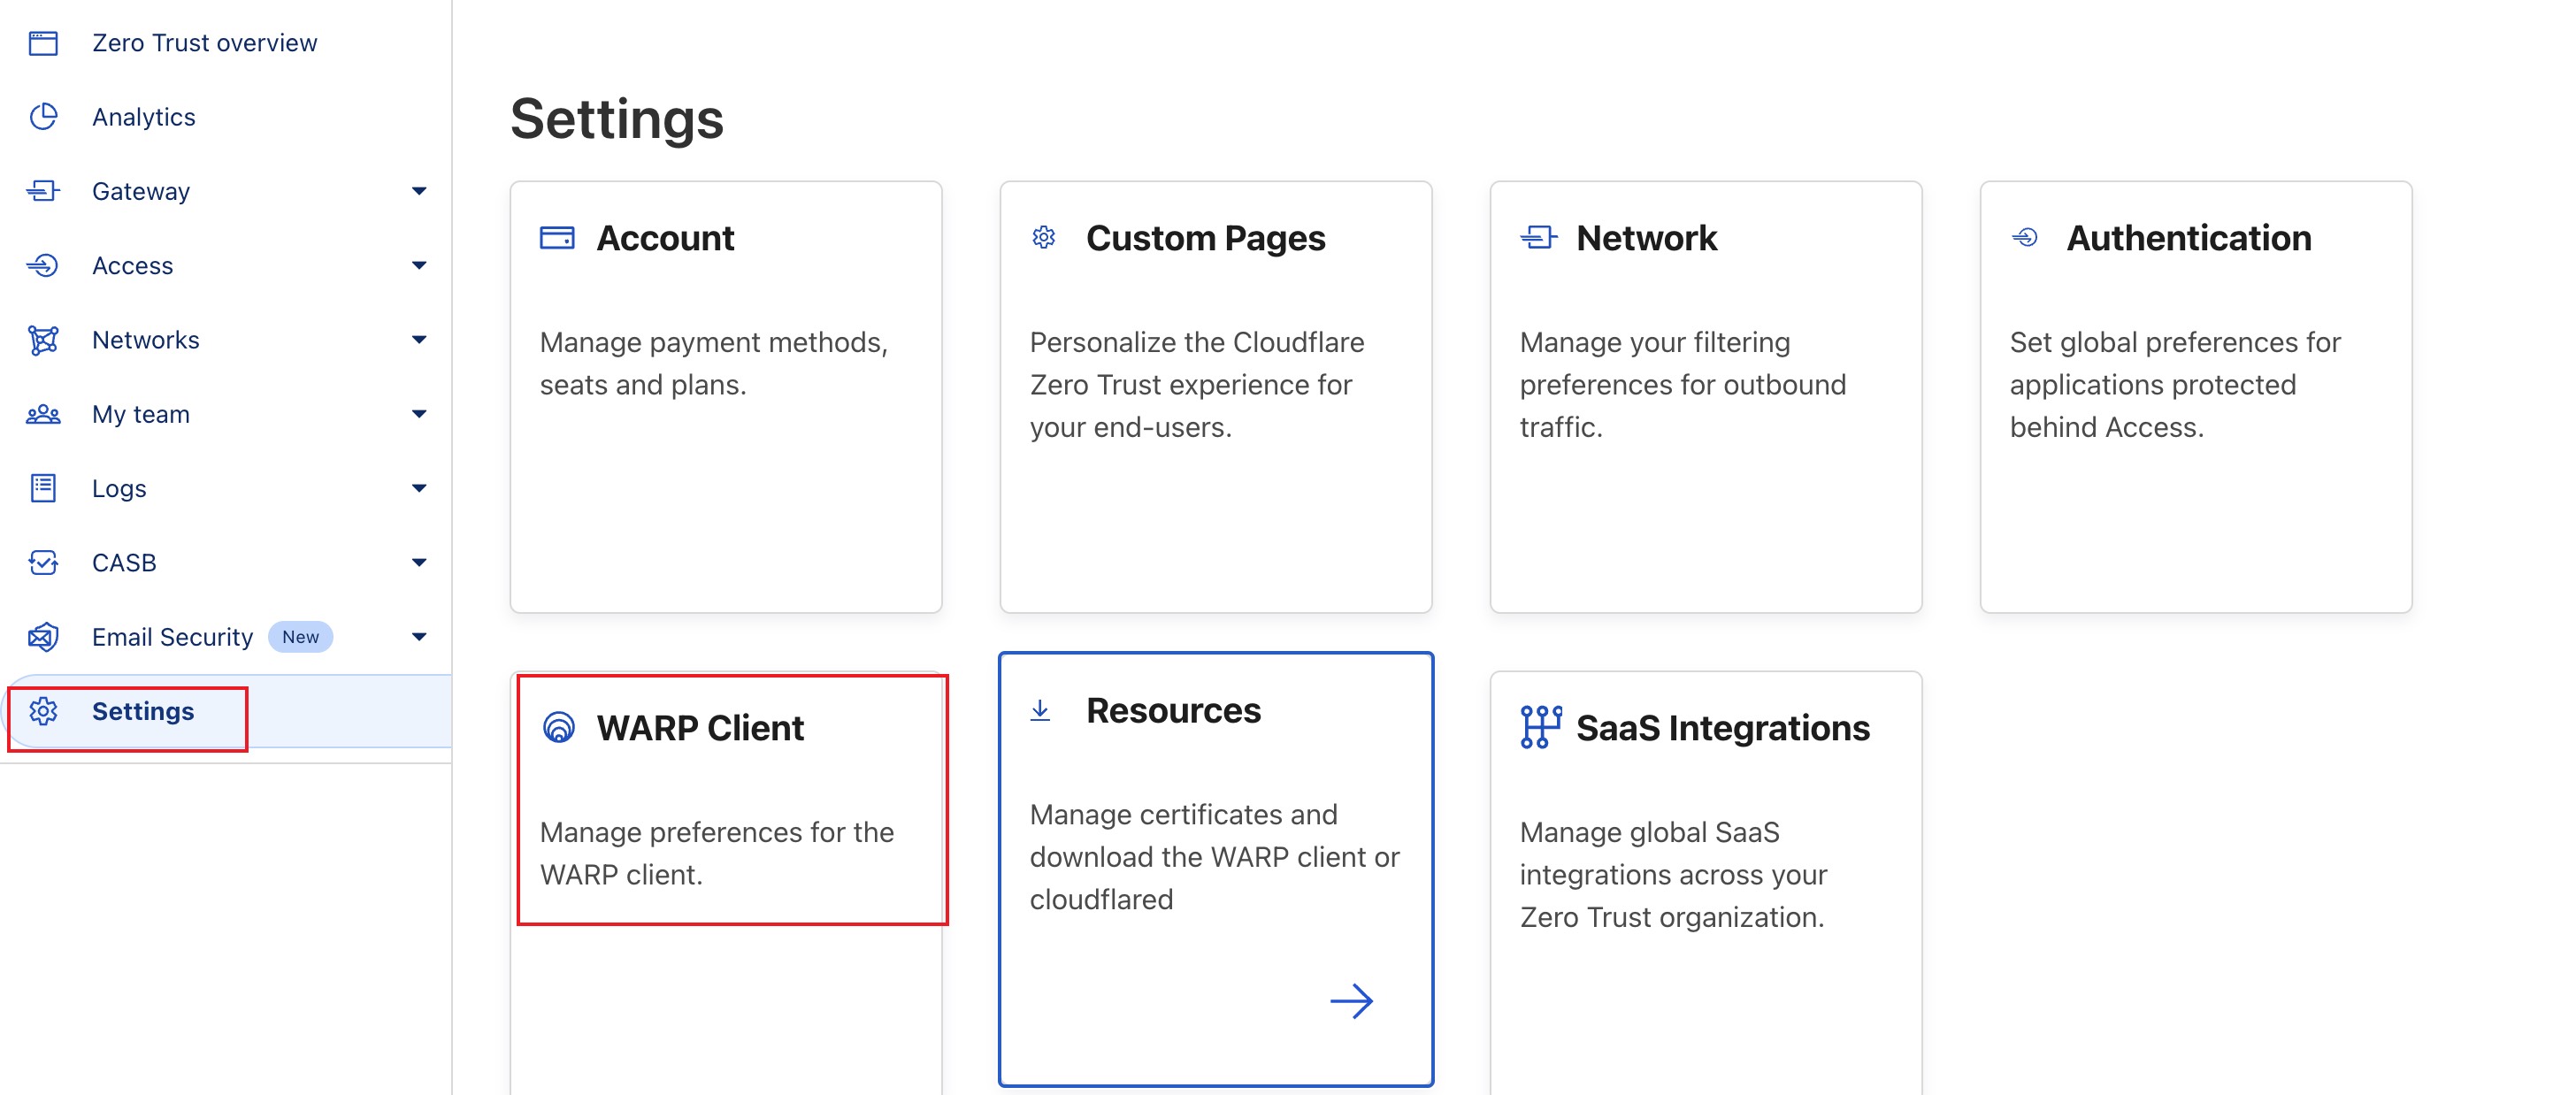 Zero Trust overview
Analytics
Gateway
Access
Networks
My team
Logs
CASB
Email Security New
Settings
Settings
Account
Manage payment methods,
seats and plans.
Custom Pages
Personalize the Cloudflare
Zero Trust experience for
your end-users.
Network
Manage your filtering
preferences for outbound
traffic.
Authentication
Set global preferences for
applications protected
behind Access.
WARP Client
Manage preferences for the
WARP client.
Resources
Manage certificates and
download the WARP client or
cloudflared
SaaS Integrations
Manage global SaaS
integrations across your
Zero Trust organization.